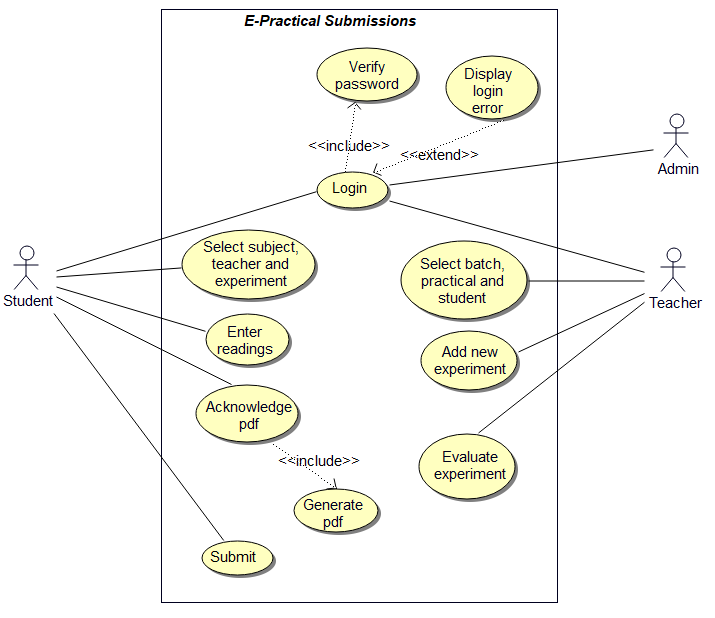 E-Practical Submissions
Verify
password
Display
login
error
<<include>>
<<extend>>
Admin
Login
Select subject,
teacher and
experiment
Select batch,
practical and
student
Student
Teacher
Enter
readings
Add new
experiment
Acknowledge
pdf
<<include>>
Evaluate
experiment
Generate
pdf
Submit